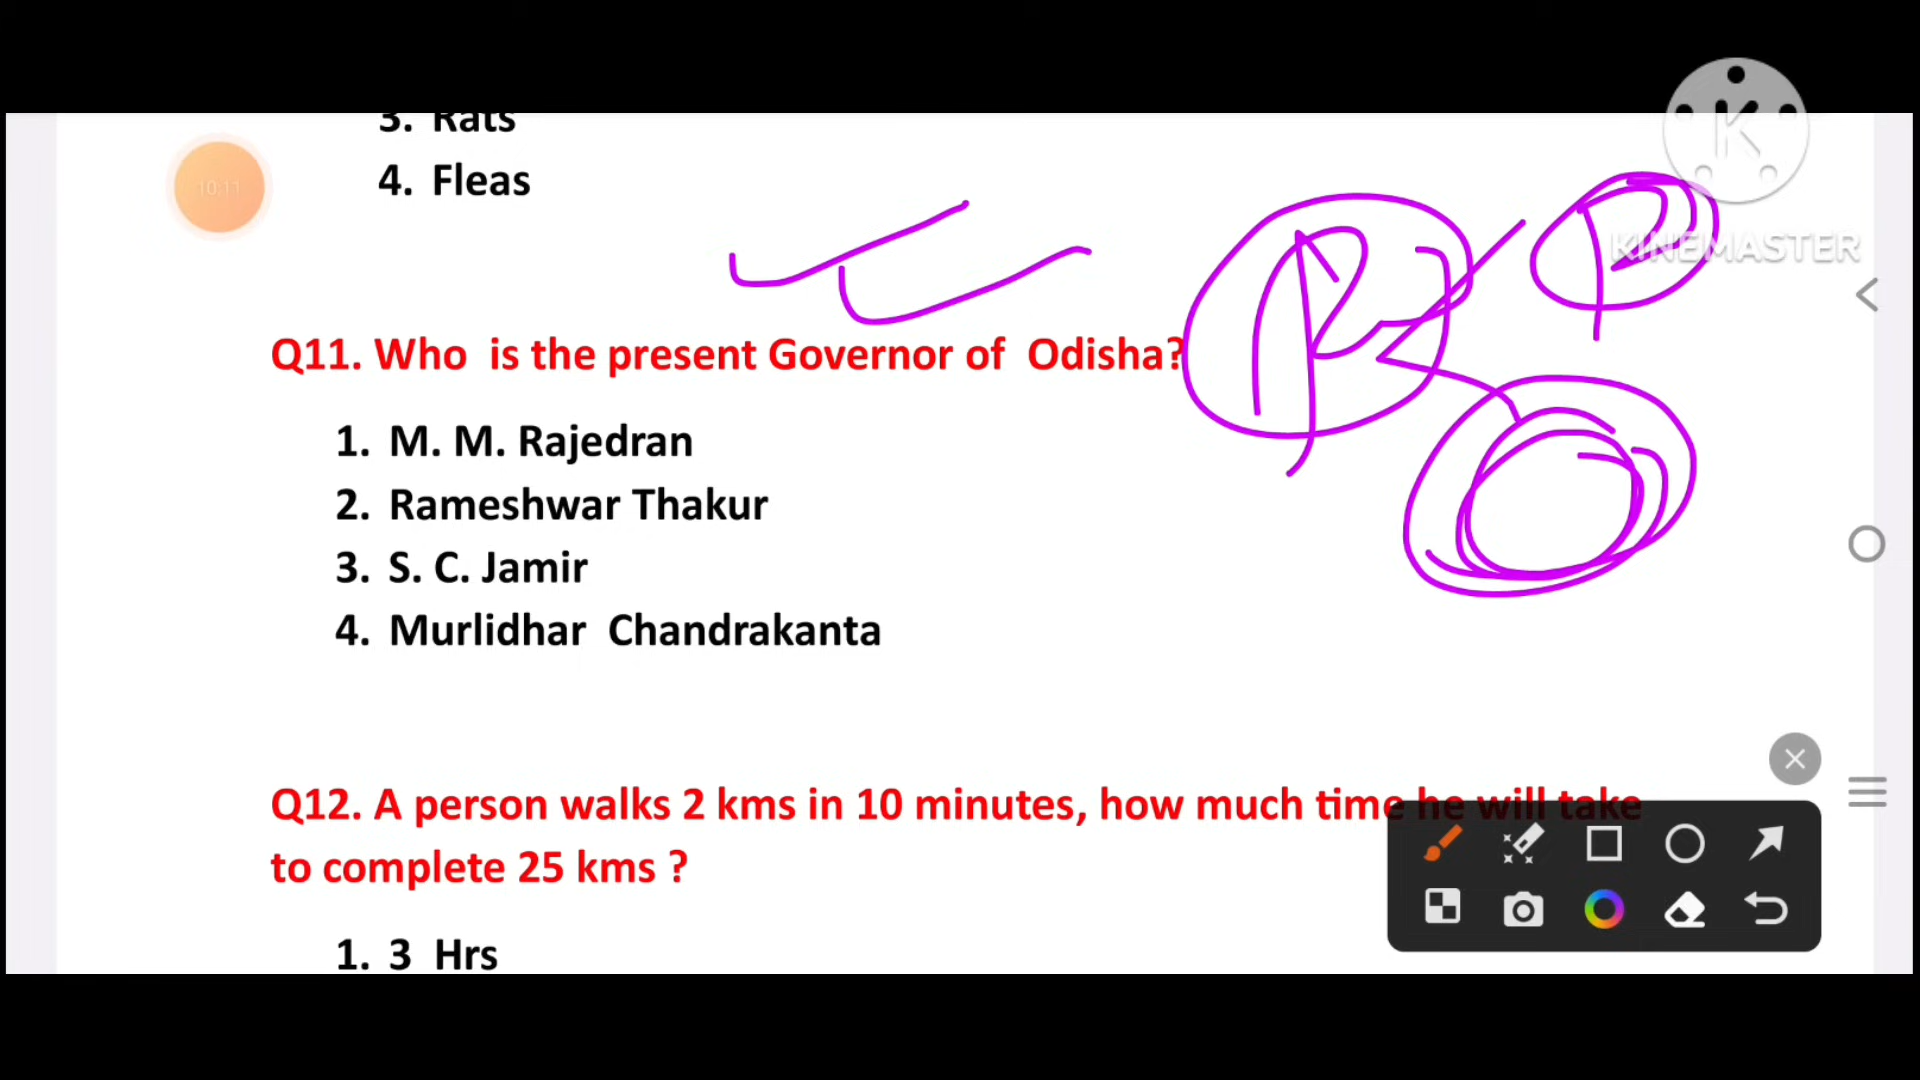 3. Rats
10:11
4. Fleas
KINEMASTER
Q11. Who is the present Governor of Odisha?
1. M. M. Rajedran
2. Rameshwar Thakur
3. S. C. Jamir
4. Murlidhar Chandrakanta
Q12. A person walks 2 kms in 10 minutes, how much time he will take
to complete 25 kms ?
1. 3 Hrs